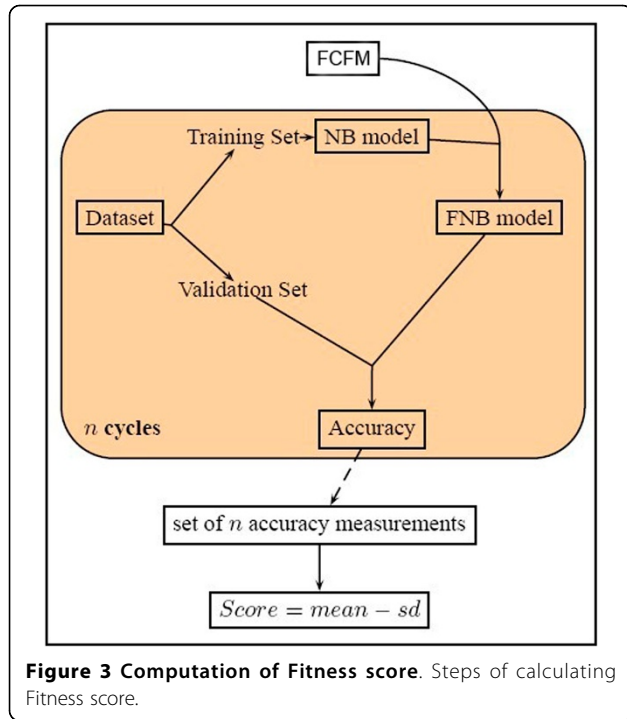 FCFM
Training Set
NB model
Dataset
FNB model
Validation Set
n cycles
Accuracy
set of n accuracy measurements
Score = mean − sd
Figure 3 Computation of Fitness score. Steps of calculating
Fitness score.